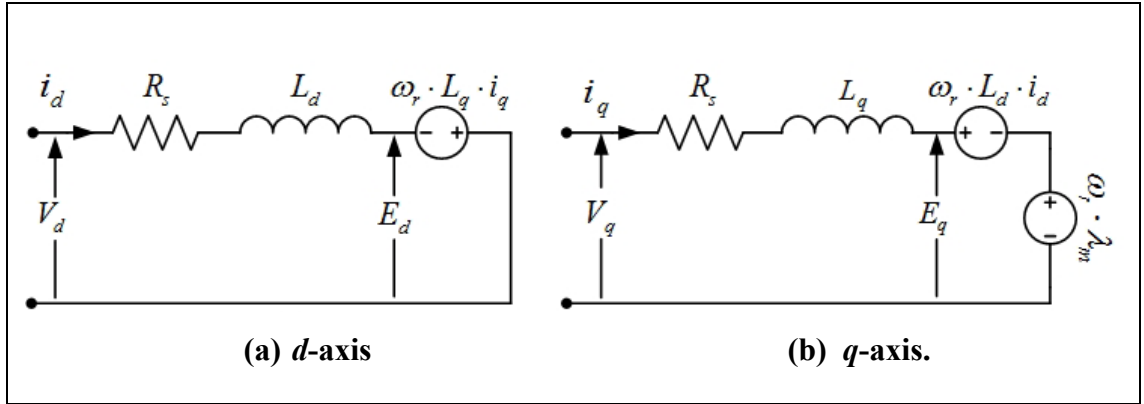 i_d R_s L_d ω_r · L_q · i_q
− +
V_d E_d
(a) d-axis
i_q R_s L_q ω_r · L_d · i_d
+ −
V_q E_q
+
−
ω_r · λ_m
(b) q-axis.